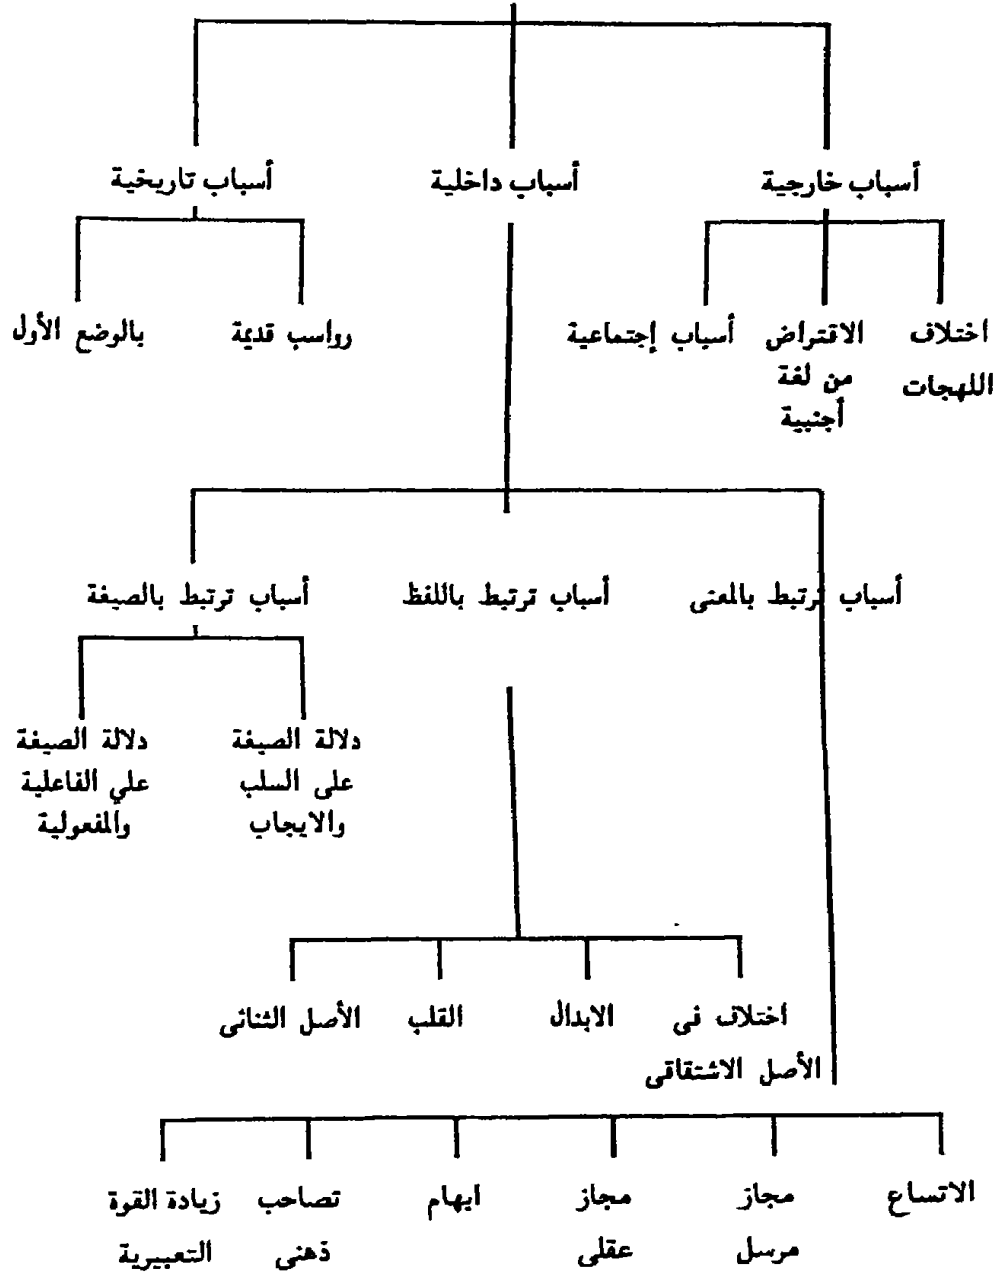 أسباب خارجية
أسباب داخلية
أسباب تاريخية
اختلاف
اللهجات
الاقتراض
من لغة
أجنبية
أسباب إجتماعية
رواسب قديمة
بالوضع الأول
أسباب ترتبط بالمعنى
أسباب ترتبط باللفظ
أسباب ترتبط بالصيغة
دلالة الصيغة
على السلب
والايجاب
دلالة الصيغة
علي الفاعلية
والمفعولية
اختلاف فى
الأصل الاشتقاقى
الابدال
القلب
الأصل الثنائى
الاتساع
مجاز
مرسل
مجاز
عقلى
ابهام
تصاحب
ذهنى
زيادة القوة
التعبيرية